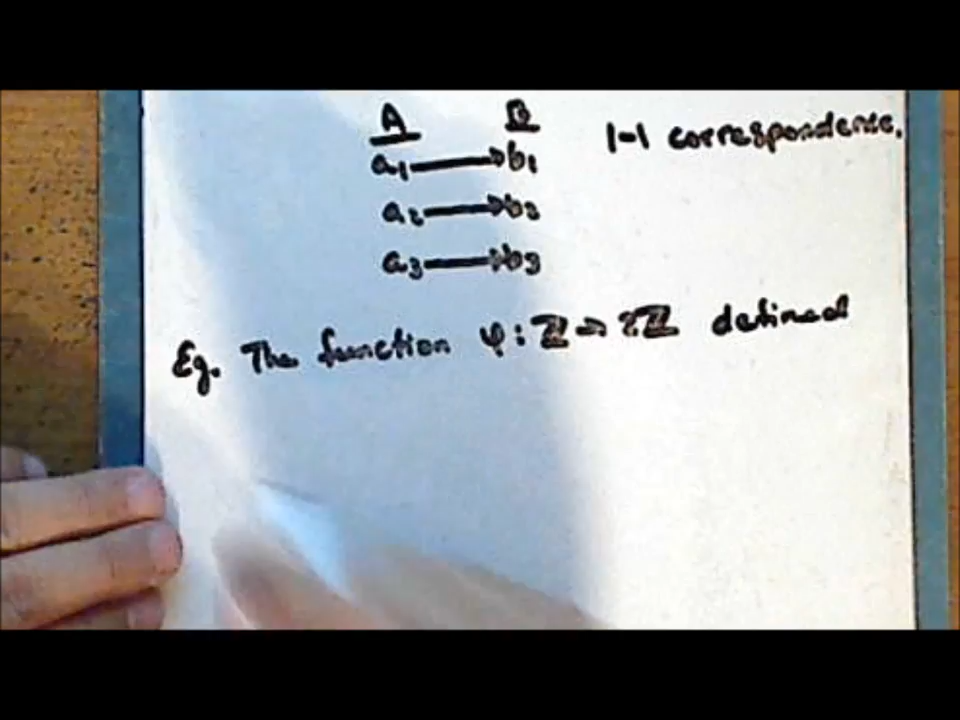 A B
a₁ → b₁ 1-1 correspondence.
a₂ → b₂
a₃ → b₃
Eg. The function φ: ℤ → 2ℤ defined